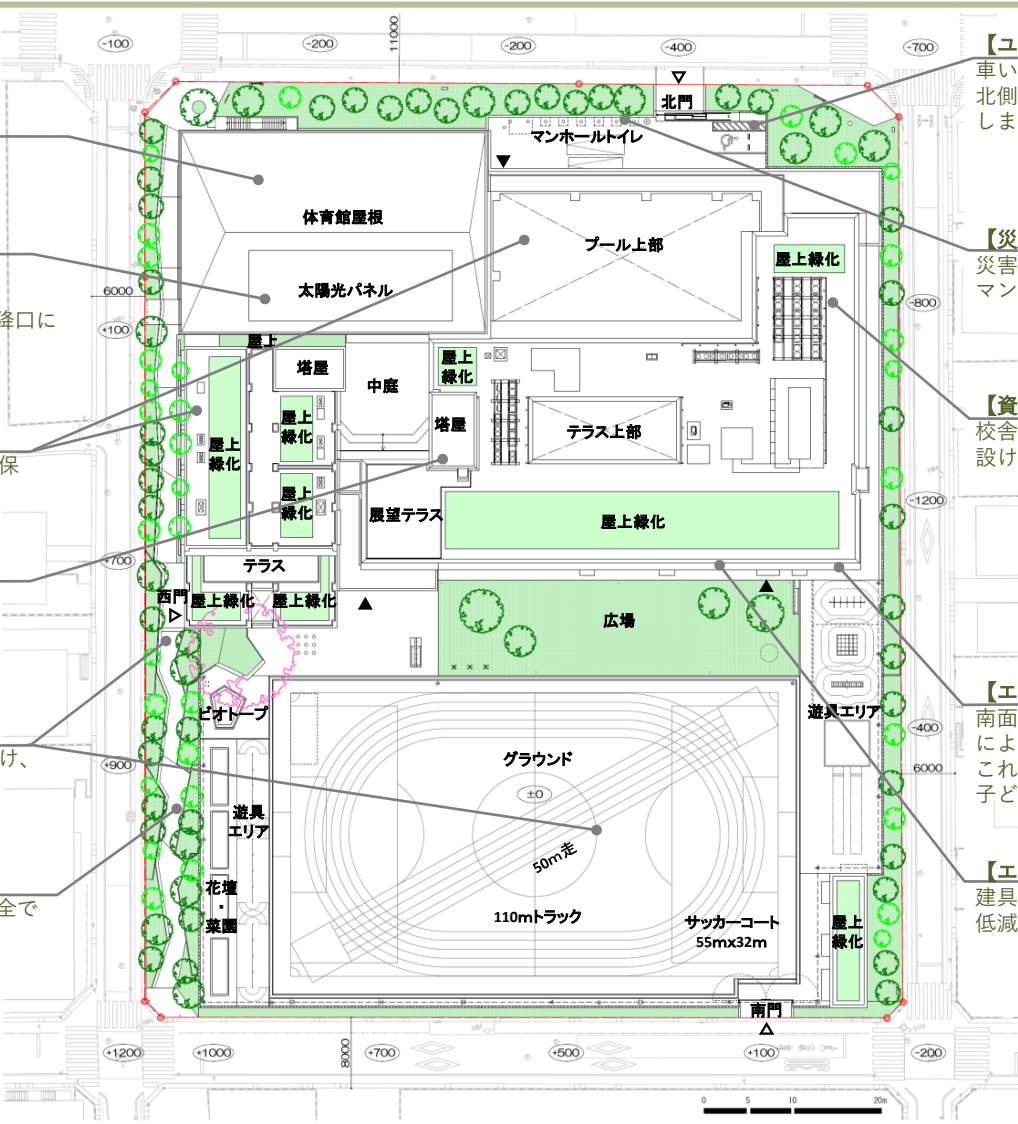 -100
-200
11000
-200
-400
-700
【ユ
車い
北側
しま
北門
マンホールトイレ
体育館屋根
プール上部
【災
災害
マン
屋上緑化
太陽光パネル
6000
+100
-800
降口に
屋上
塔屋
中庭
屋上
緑化
【資
校舎
設け
屋上
緑化
塔屋
テラス上部
屋上
緑化
保
屋上
緑化
展望テラス
屋上緑化
-1200
+700
テラス
西門
屋上緑化
屋上緑化
広場
【エ
南面
によ
これ
子ど
ビオトープ
遊具エリア
-400
け、
+900
グラウンド
±0
6000
遊具
エリア
50m走
【エ
建具
低減
全で
花壇
・
菜園
110mトラック
サッカーコート
55mx32m
屋上
緑化
南門
+1200
+1000
8000
+700
+500
+100
-200
0 5 10 20m